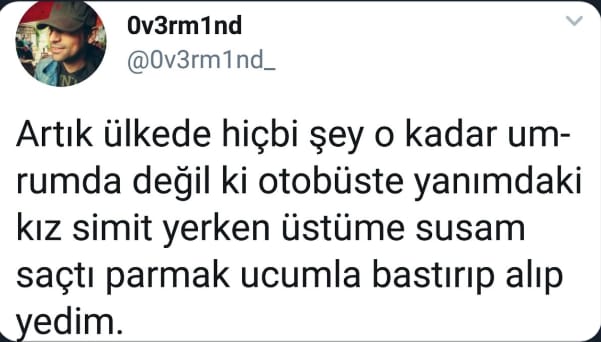 0v3rm1nd
@0v3rm1nd_
Artık ülkede hiçbi şey o kadar um-
rumda değil ki otobüste yanımdaki
kız simit yerken üstüme susam
saçtı parmak ucumla bastırıp alıp
yedim.